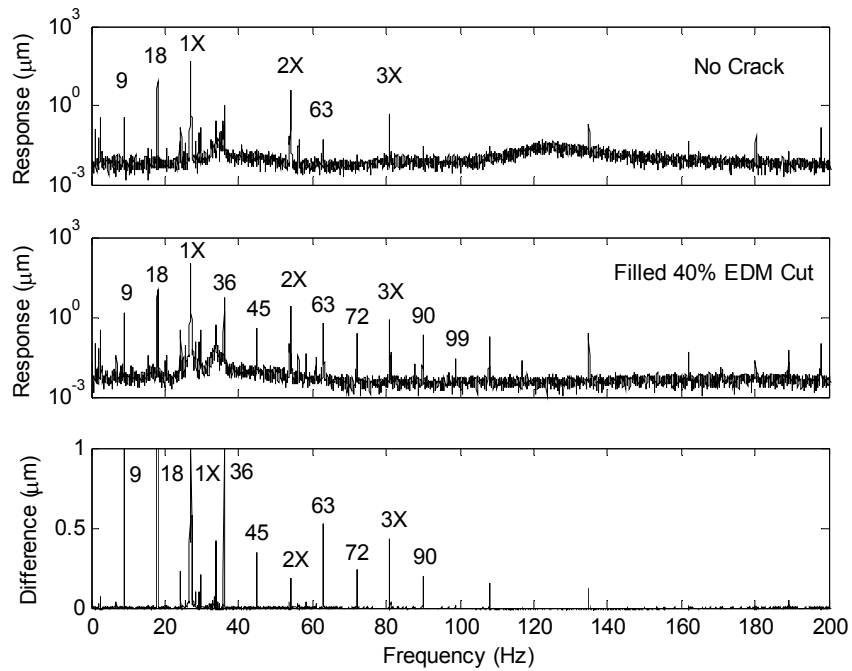 10^3
10^0
10^-3
Response (μm)
9
18
1X
2X
63
3X
No Crack
10^3
10^0
10^-3
Response (μm)
9
18
1X
36
45
2X
63
72
3X
90
99
Filled 40% EDM Cut
1
0.5
0
Difference (μm)
9
18
1X
36
45
2X
63
72
3X
90
0 20 40 60 80 100 120 140 160 180 200
Frequency (Hz)